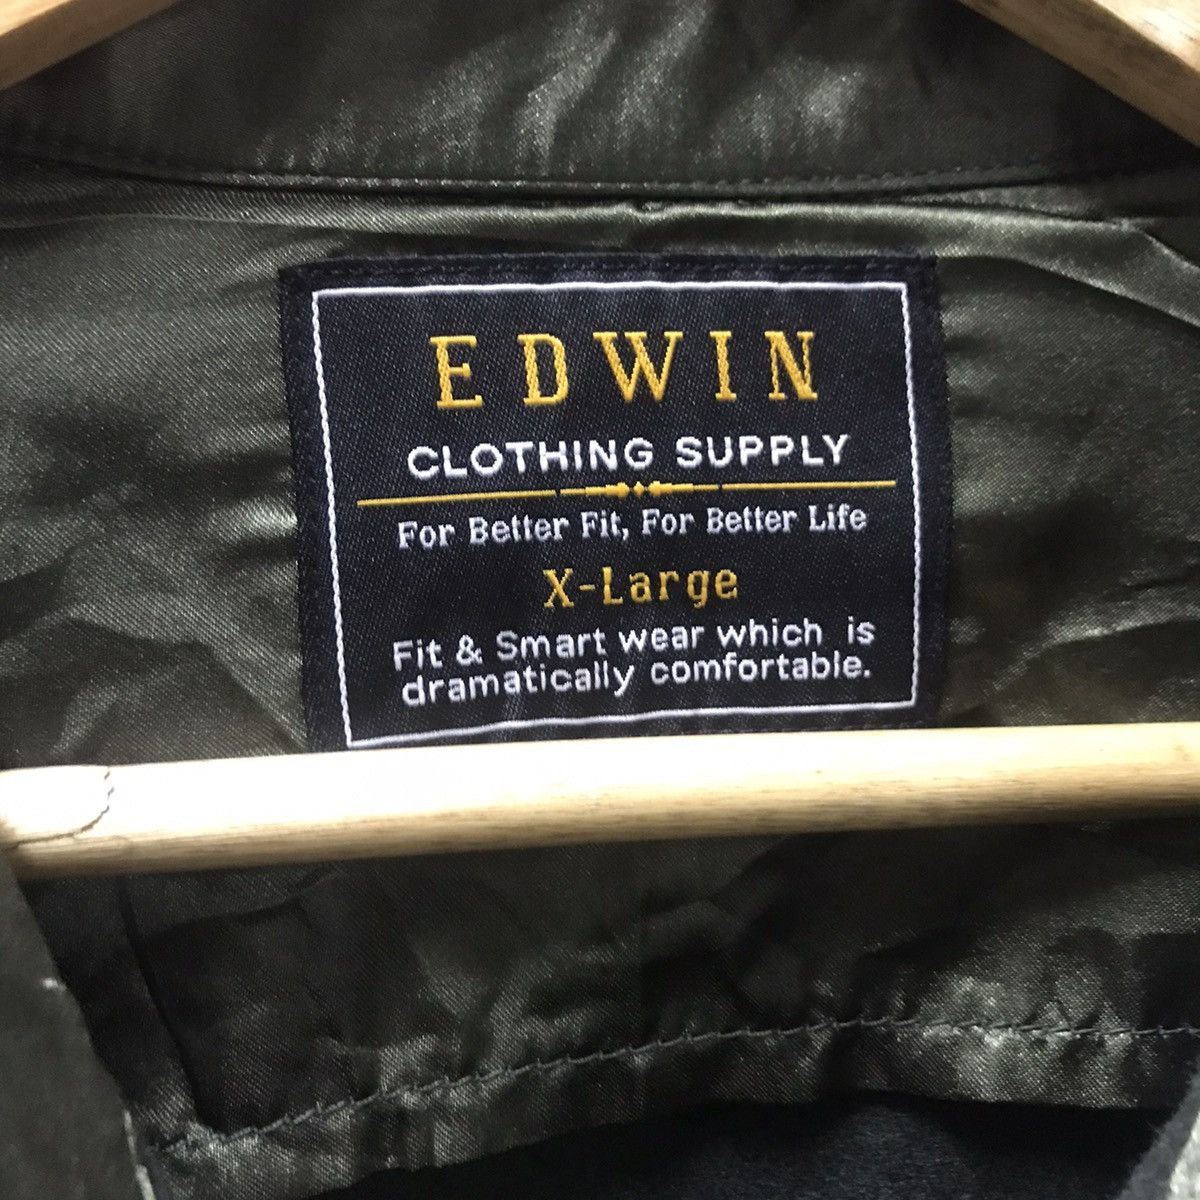 EDWIN
CLOTHING SUPPLY
For Better Fit, For Better Life
X-Large
Fit & Smart wear which is
dramatically comfortable.